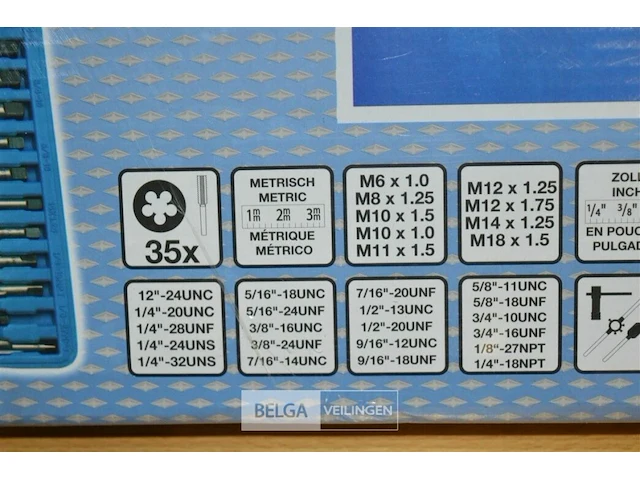 35x
METRISCH
METRIC
1m 2m 3m
MÉTRIQUE
MÉTRICO
M6 x 1.0
M8 x 1.25
M10 x 1.5
M10 x 1.0
M11 x 1.5
M12 x 1.25
M12 x 1.75
M14 x 1.25
M18 x 1.5
ZOLL
INCH
1/4" 3/8"
EN POUC
PULGAD
12"-24UNC
1/4"-20UNC
1/4"-28UNF
1/4"-24UNS
1/4"-32UNS
5/16"-18UNC
5/16"-24UNF
3/8"-16UNC
3/8"-24UNF
7/16"-14UNC
7/16"-20UNF
1/2"-13UNC
1/2"-20UNF
9/16"-12UNC
9/16"-18UNF
5/8"-11UNC
5/8"-18UNF
3/4"-10UNC
3/4"-16UNF
1/8"-27NPT
1/4"-18NPT
BELGA VEILINGEN